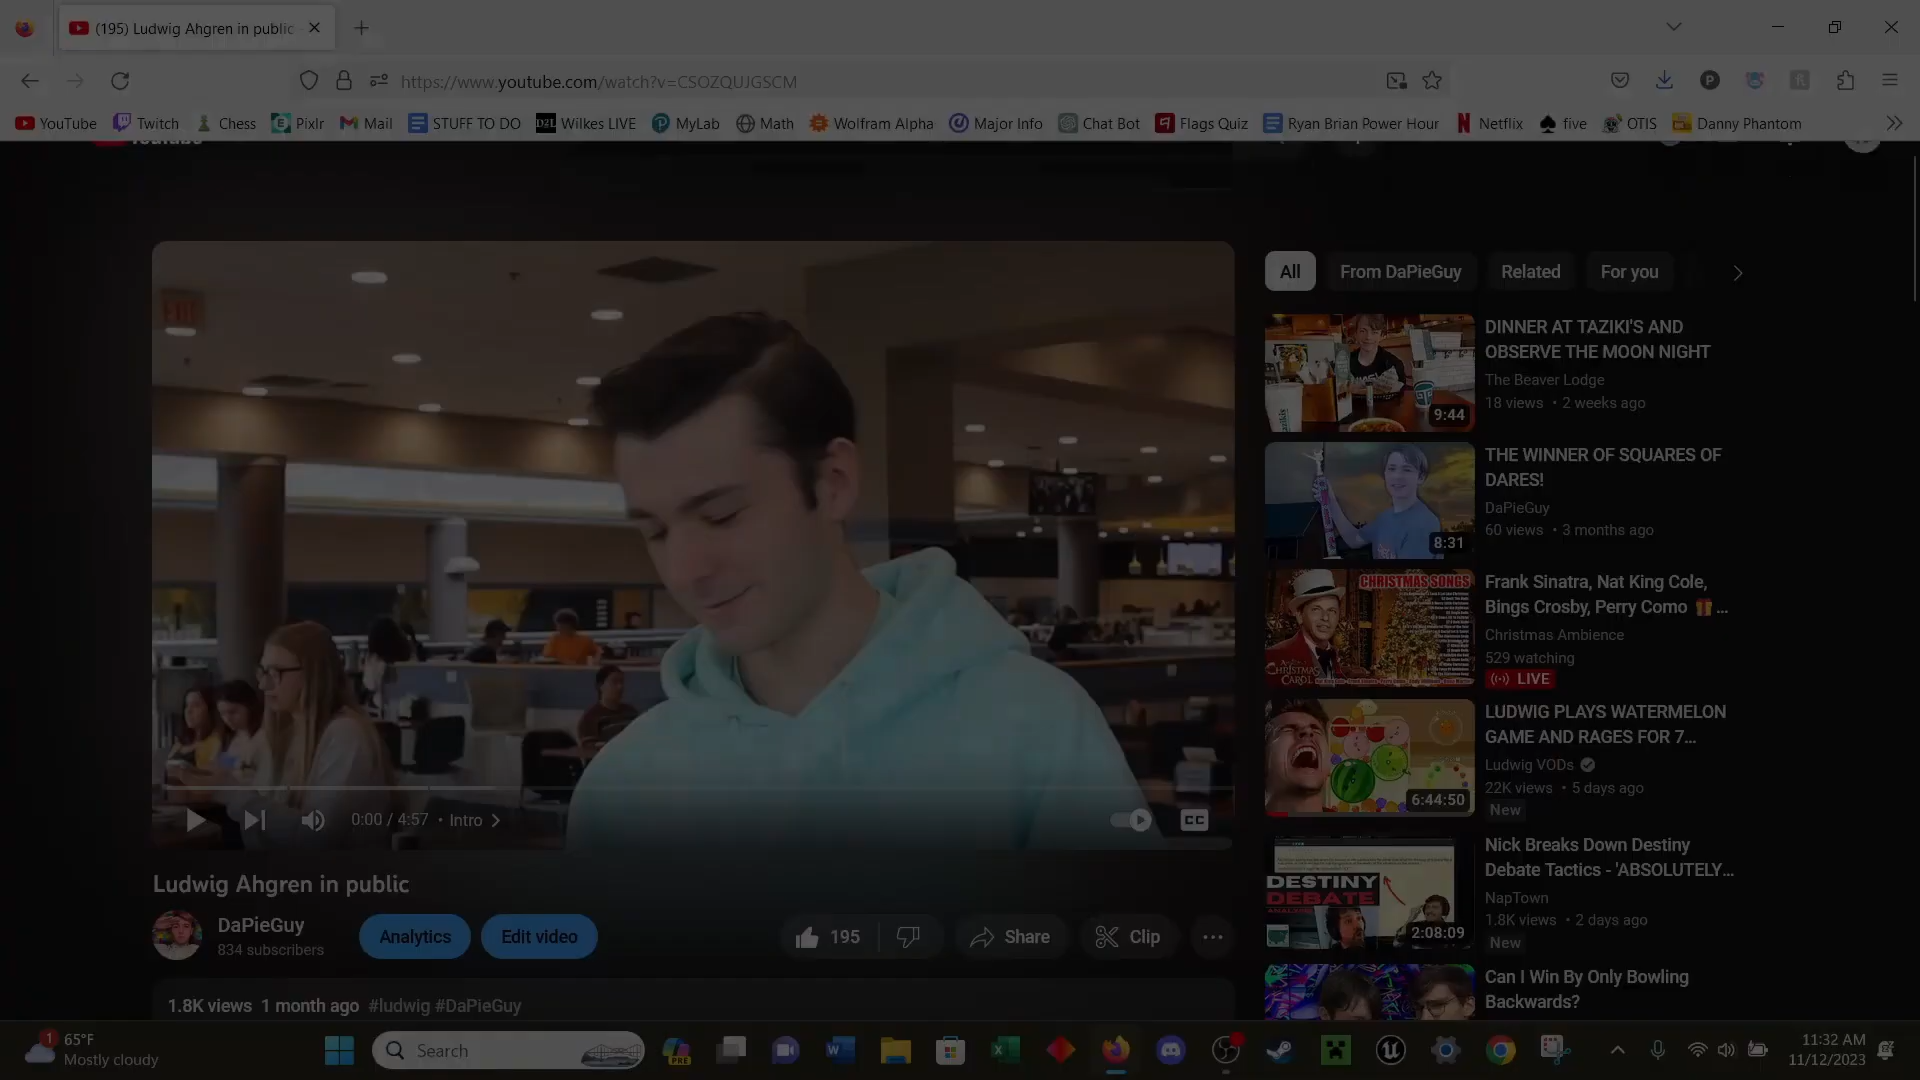 (195) Ludwig Ahgren in public
https://www.youtube.com/watch?v=CSOZQUJGSCM
YouTube Twitch Chess Pixlr Mail STUFF TO DO Wilkes LIVE MyLab Math Wolfram Alpha Major Info Chat Bot Flags Quiz Ryan Brian Power Hour Netflix five OTIS Danny Phantom
All From DaPieGuy Related For you
DINNER AT TAZIKI'S AND
OBSERVE THE MOON NIGHT
The Beaver Lodge
18 views • 2 weeks ago
9:44
THE WINNER OF SQUARES OF
DARES!
DaPieGuy
60 views • 3 months ago
8:31
CHRISTMAS SONGS
Frank Sinatra, Nat King Cole,
Bings Crosby, Perry Como 🎁...
Christmas Ambience
529 watching
LIVE
CHRISTMAS
CAROL
LUDWIG PLAYS WATERMELON
GAME AND RAGES FOR 7...
Ludwig VODs
22K views • 5 days ago
6:44:50
New
Nick Breaks Down Destiny
Debate Tactics - 'ABSOLUTELY...
NapTown
1.8K views • 2 days ago
DESTINY
DEBATE
2:08:09
New
Can I Win By Only Bowling
Backwards?
0:00 / 4:57 • Intro
CC
Ludwig Ahgren in public
DaPieGuy
834 subscribers
Analytics
Edit video
195
Share
Clip
1.8K views 1 month ago #ludwig #DaPieGuy
1
65°F
Mostly cloudy
Search
PRE
11:32 AM
11/12/2023